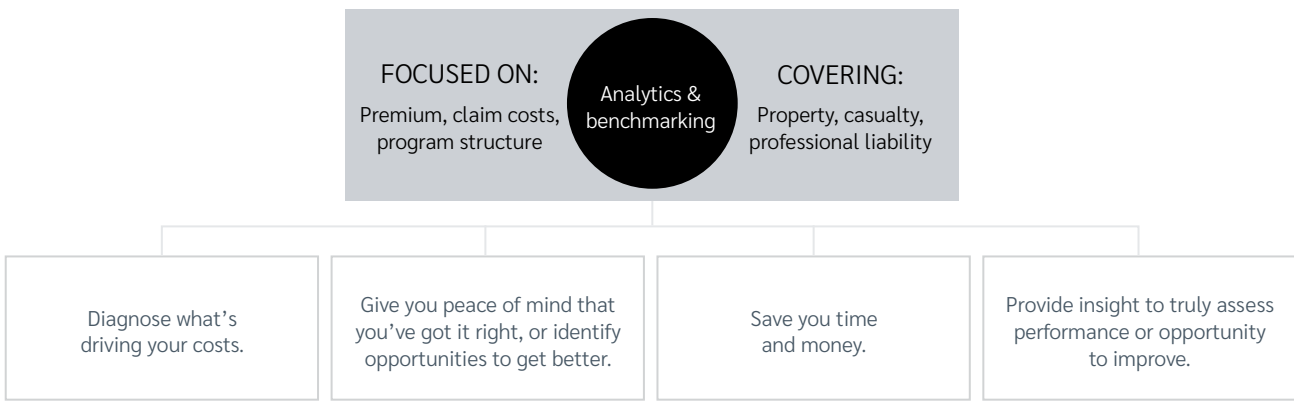 FOCUSED ON:
Premium, claim costs,
program structure
Analytics &
benchmarking
COVERING:
Property, casualty,
professional liability
Diagnose what’s
driving your costs.
Give you peace of mind that
you’ve got it right, or identify
opportunities to get better.
Save you time
and money.
Provide insight to truly assess
performance or opportunity
to improve.